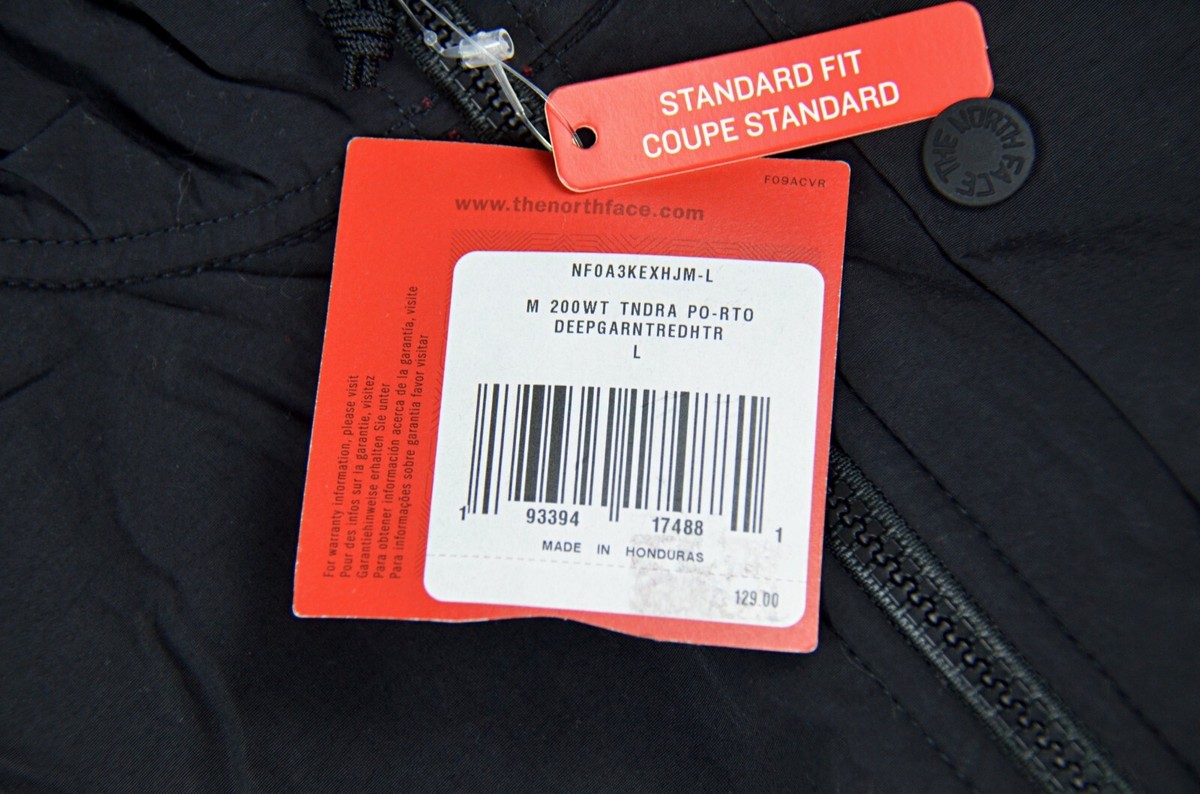 STANDARD FIT
COUPE STANDARD
THE NORTH FACE
F09ACVR
www.thenorthface.com
NF0A3KEXHJM-L
M 200WT TNDRA PO-RTO
DEEPGARNTREDHTR
L
1 93394 17488 1
MADE IN HONDURAS
129.00
For warranty information, please visit
Pour des infos sur la garantie, visitez
Garantiehinweise erhalten Sie unter
Para obtener información acerca de la garantía, visite
Para informações sobre garantia favor visitar